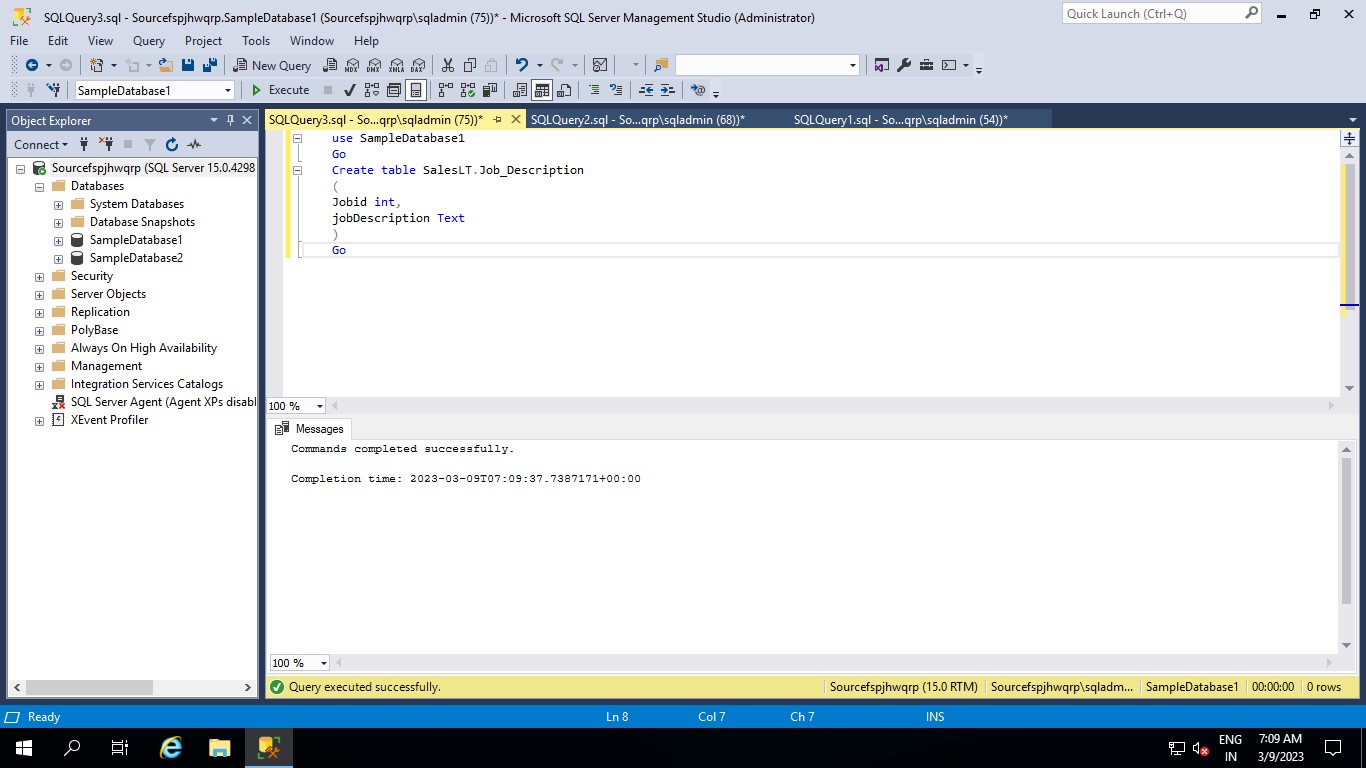 SQLQuery3.sql - Sourcefspjhwqrp.SampleDatabase1 (Sourcefspjhwqrp\sqladmin (75))* - Microsoft SQL Server Management Studio (Administrator)
Quick Launch (Ctrl+Q)
File Edit View Query Project Tools Window Help
New Query MDX DMX XMLA DAX
SampleDatabase1 Execute
Object Explorer
Connect
Sourcefspjhwqrp (SQL Server 15.0.4298
Databases
System Databases
Database Snapshots
SampleDatabase1
SampleDatabase2
Security
Server Objects
Replication
PolyBase
Always On High Availability
Management
Integration Services Catalogs
SQL Server Agent (Agent XPs disabl
XEvent Profiler
SQLQuery3.sql - So...qrp\sqladmin (75))* SQLQuery2.sql - So...qrp\sqladmin (68))* SQLQuery1.sql - So...qrp\sqladmin (54))*
use SampleDatabase1
Go
Create table SalesLT.Job_Description
(
Jobid int,
jobDescription Text
)
Go
100 %
Messages
Commands completed successfully.
Completion time: 2023-03-09T07:09:37.7387171+00:00
100 %
Query executed successfully. Sourcefspjhwqrp (15.0 RTM) Sourcefspjhwqrp\sqladm... SampleDatabase1 00:00:00 0 rows
Ready Ln 8 Col 7 Ch 7 INS
ENG
IN
7:09 AM
3/9/2023